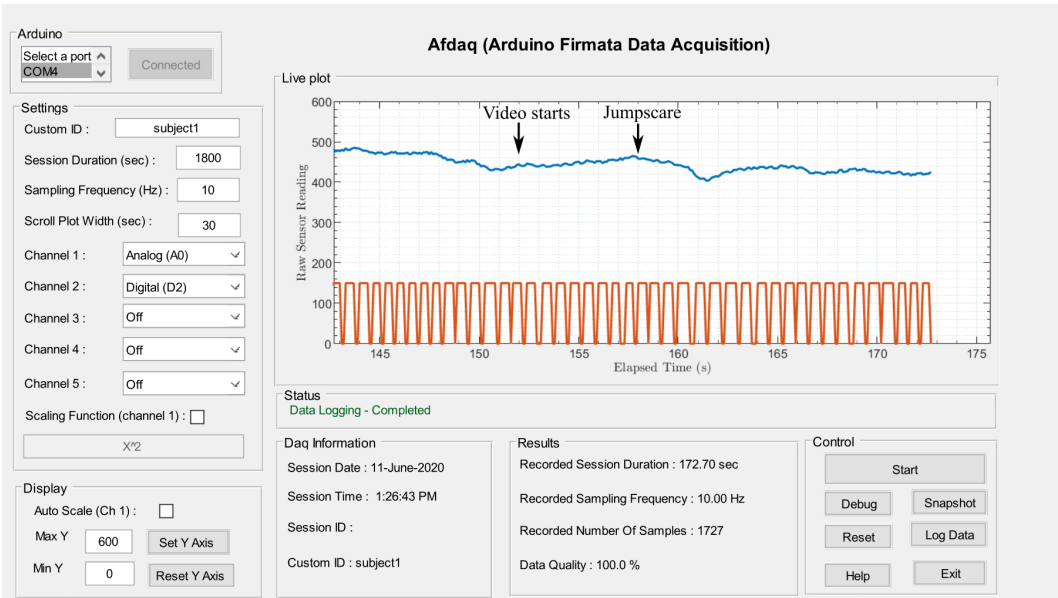 Afdaq (Arduino Firmata Data Acquisition)
Arduino
Select a port
COM4
Connected
Settings
Custom ID :
subject1
Session Duration (sec) :
1800
Sampling Frequency (Hz) :
10
Scroll Plot Width (sec) :
30
Channel 1 :
Analog (A0)
Channel 2 :
Digital (D2)
Channel 3 :
Off
Channel 4 :
Off
Channel 5 :
Off
Scaling Function (channel 1) :
X^2
Display
Auto Scale (Ch 1) :
Max Y
600
Set Y Axis
Min Y
0
Reset Y Axis
Live plot
Video starts
Jumpscare
Raw Sensor Reading
600
500
400
300
200
100
0
145
150
155
160
165
170
175
Elapsed Time (s)
Status
Data Logging - Completed
Daq Information
Session Date : 11-June-2020
Session Time : 1:26:43 PM
Session ID :
Custom ID : subject1
Results
Recorded Session Duration : 172.70 sec
Recorded Sampling Frequency : 10.00 Hz
Recorded Number Of Samples : 1727
Data Quality : 100.0 %
Control
Start
Debug
Snapshot
Reset
Log Data
Help
Exit